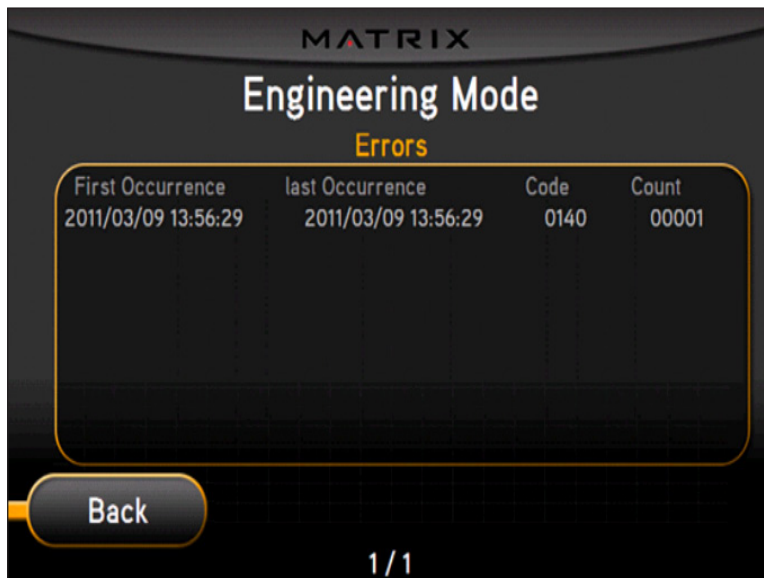 MATRIX
Engineering Mode
Errors
First Occurrence last Occurrence Code Count
2011/03/09 13:56:29 2011/03/09 13:56:29 0140 00001
Back
1 / 1